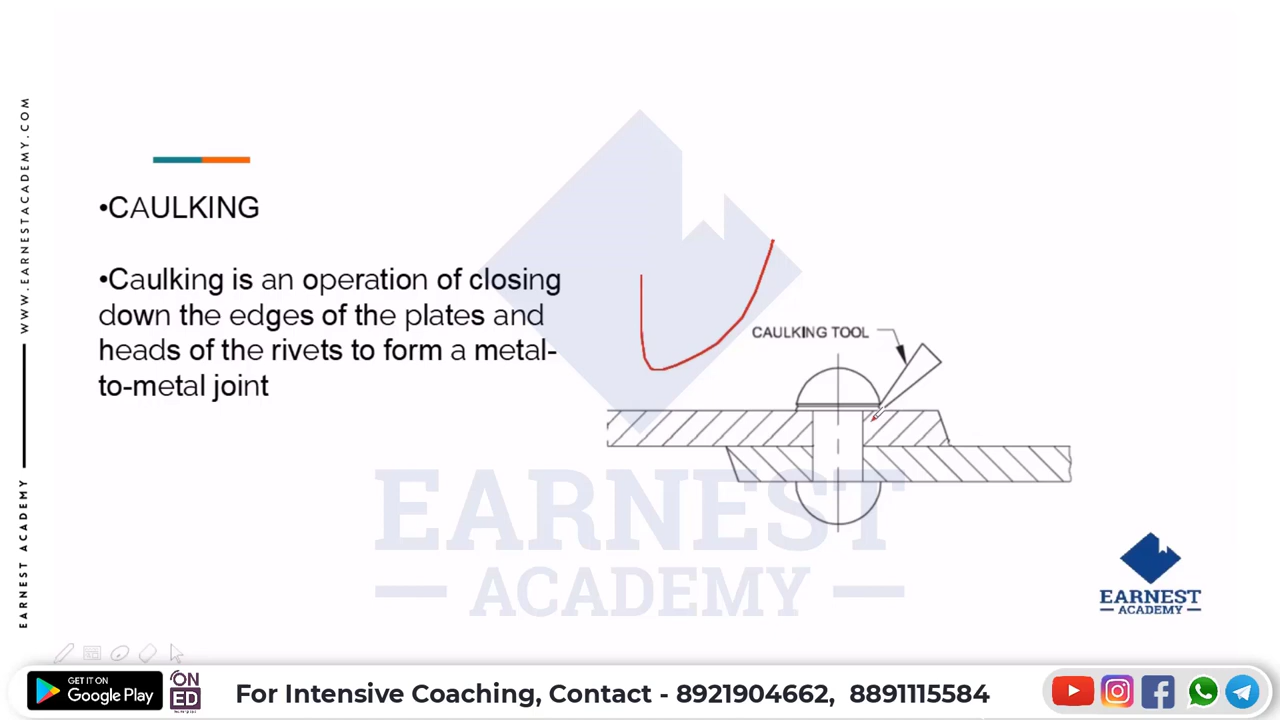 WWW.EARNESTACADEMY.COM
EARNEST ACADEMY
•CAULKING
•Caulking is an operation of closing
down the edges of the plates and
heads of the rivets to form a metal-
to-metal joint
CAULKING TOOL
EARNEST
ACADEMY
EARNEST
ACADEMY
GET IT ON
Google Play
ON
ED
For Intensive Coaching, Contact - 8921904662, 8891115584